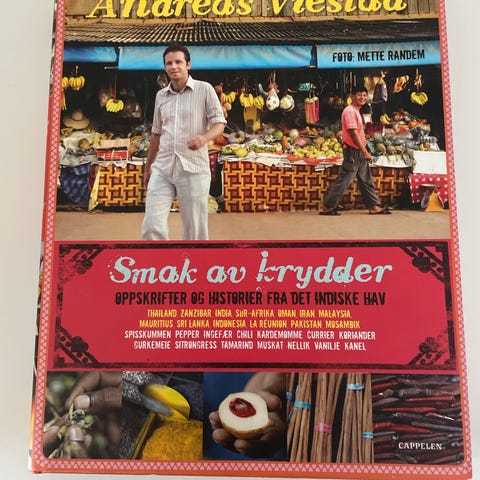 Andreas Viestad
FOTO: METTE RANDEM
Smak av krydder
OPPSKRIFTER OG HISTORIER FRA DET INDISKE HAV
THAILAND ZANZIBAR INDIA SØR-AFRIKA OMAN IRAN MALAYSIA
MAURITIUS SRI LANKA INDONESIA LA REUNION PAKISTAN MOSAMBIK
SPISSKUMMEN PEPPER INGEFÆR CHILI KARDEMOMME CURRIER KORIANDER
GURKEMEIE SITRONGRESS TAMARIND MUSKAT NELLIK VANILJE KANEL
CAPPELEN